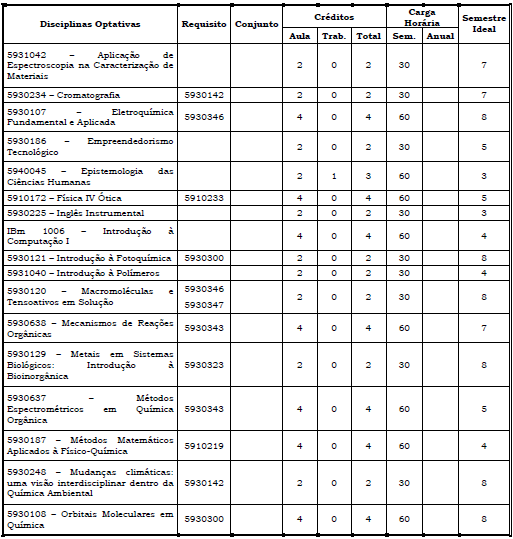 Disciplinas Optativas Requisito Conjunto Créditos Carga Horária Semestre Ideal
Aula Trab. Total Sem. Anual
5931042 – Aplicação de
Espectroscopia na Caracterização de
Materiais 2 0 2 30 7
5930234 – Cromatografia 5930142 2 0 2 30 7
5930107 – Eletroquímica
Fundamental e Aplicada 5930346 4 0 4 60 8
5930186 – Empreendedorismo
Tecnológico 2 0 2 30 5
5940045 – Epistemologia das
Ciências Humanas 2 1 3 60 3
5910172 – Física IV Ótica 5910233 4 0 4 60 5
5930225 – Inglês Instrumental 2 0 2 30 3
IBm 1006 – Introdução à
Computação I 4 0 4 60 4
5930121 – Introdução à Fotoquímica 5930300 2 0 2 30 8
5931040 – Introdução à Polímeros 2 0 2 30 4
5930120 – Macromoléculas e 5930346
Tensoativos em Solução 5930347 2 0 2 30 8
5930638 – Mecanismos de Reações
Orgânicas 5930343 4 0 4 60 7
5930129 – Metais em Sistemas
Biológicos: Introdução à
Bioinorgânica 5930323 2 0 2 30 8
5930637 – Métodos
Espectrométricos em Química
Orgânica 5930343 4 0 4 60 5
5930187 – Métodos Matemáticos
Aplicados à Físico-Química 5910219 4 0 4 60 4
5930248 – Mudanças climáticas:
uma visão interdisciplinar dentro da
Química Ambiental 5930142 2 0 2 30 8
5930108 – Orbitais Moleculares em
Química 5930300 4 0 4 60 8